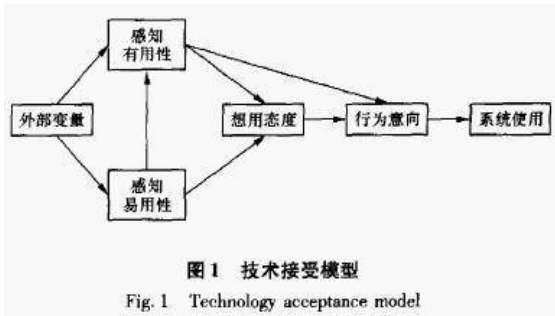 感知
有用性
外部变量
想用态度
行为意向
系统使用
感知
易用性
图1 技术接受模型
Fig. 1 Technology acceptance model